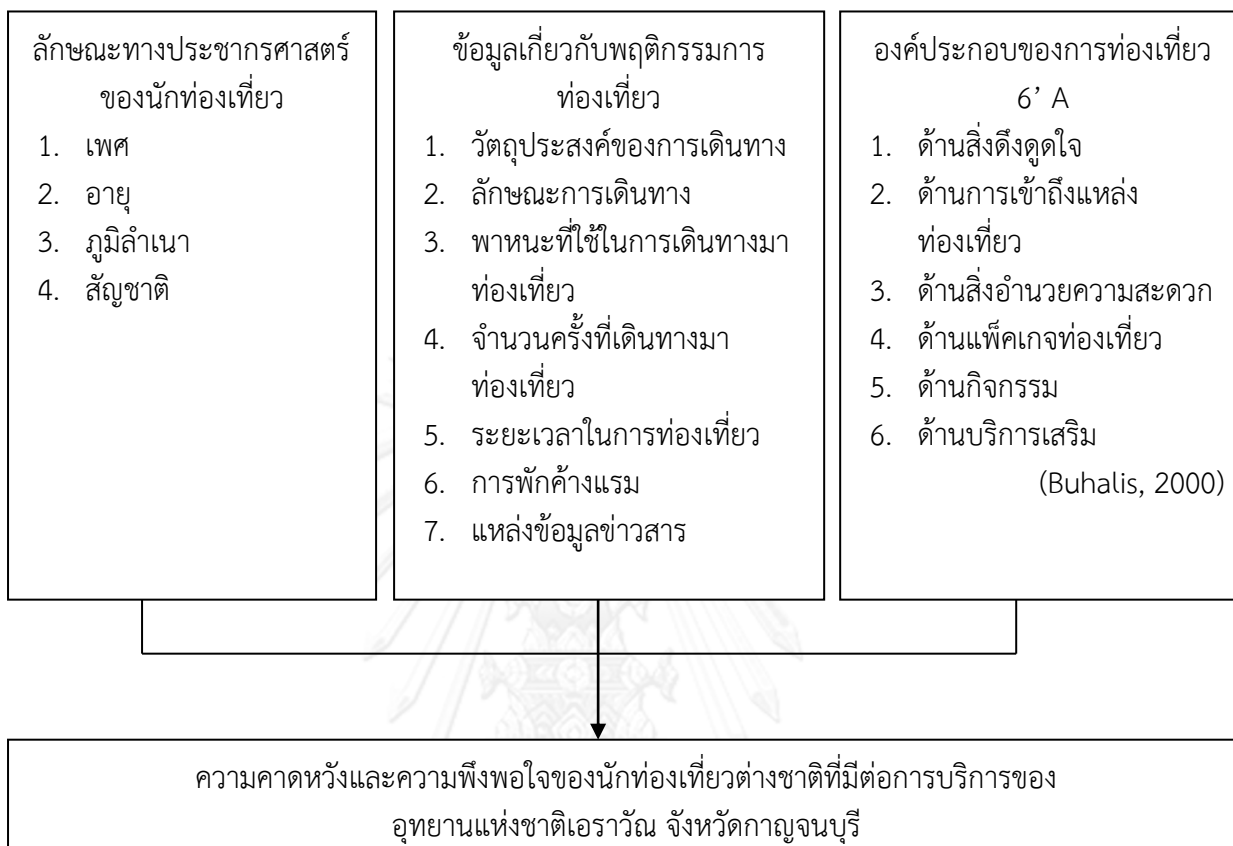 ลักษณะทางประชากรศาสตร์
ของนักท่องเที่ยว
1. เพศ
2. อายุ
3. ภูมิลำเนา
4. สัญชาติ
ข้อมูลเกี่ยวกับพฤติกรรมการ
ท่องเที่ยว
1. วัตถุประสงค์ของการเดินทาง
2. ลักษณะการเดินทาง
3. พาหนะที่ใช้ในการเดินทางมา
ท่องเที่ยว
4. จำนวนครั้งที่เดินทางมา
ท่องเที่ยว
5. ระยะเวลาในการท่องเที่ยว
6. การพักค้างแรม
7. แหล่งข้อมูลข่าวสาร
องค์ประกอบของการท่องเที่ยว
6’ A
1. ด้านสิ่งดึงดูดใจ
2. ด้านการเข้าถึงแหล่ง
ท่องเที่ยว
3. ด้านสิ่งอำนวยความสะดวก
4. ด้านแพ็คเกจท่องเที่ยว
5. ด้านกิจกรรม
6. ด้านบริการเสริม
(Buhalis, 2000)
ความคาดหวังและความพึงพอใจของนักท่องเที่ยวต่างชาติที่มีต่อการบริการของ
อุทยานแห่งชาติเอราวัณ จังหวัดกาญจนบุรี